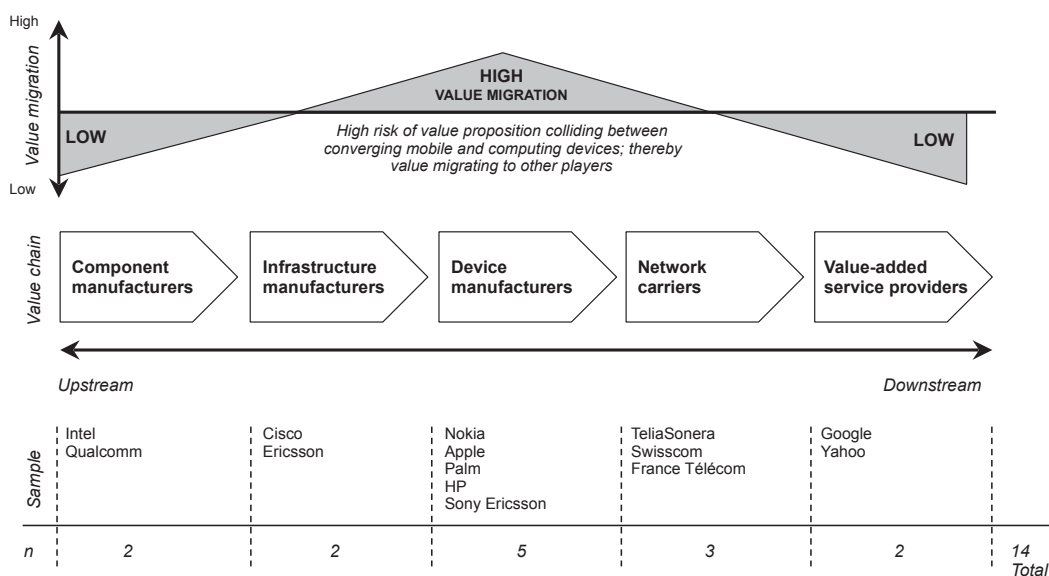 High
Value migration
Low
LOW
HIGH
VALUE MIGRATION
High risk of value proposition colliding between
converging mobile and computing devices; thereby
value migrating to other players
LOW
Value chain
Component
manufacturers
Infrastructure
manufacturers
Device
manufacturers
Network
carriers
Value-added
service providers
Upstream
Downstream
Sample
Intel
Qualcomm
Cisco
Ericsson
Nokia
Apple
Palm
HP
Sony Ericsson
TeliaSonera
Swisscom
France Télécom
Google
Yahoo
n
2
2
5
3
2
14
Total